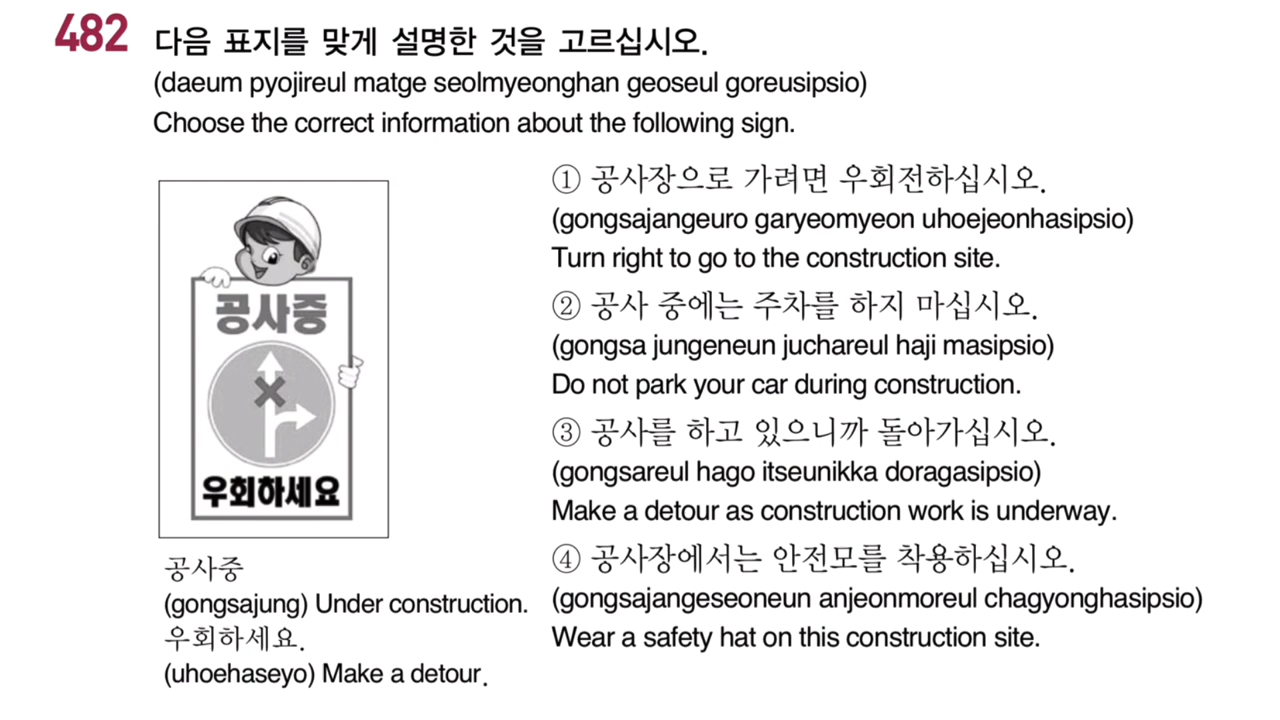 482 다음 표지를 맞게 설명한 것을 고르십시오.
(daeum pyojireul matge seolmyeonghan geoseul goreusipsio)
Choose the correct information about the following sign.
공사중
우회하세요
공사중
(gongsajung) Under construction.
우회하세요.
(uhoehaseyo) Make a detour.
① 공사장으로 가려면 우회전하십시오.
(gongsajangeuro garyeomyeon uhoejeonhasipsio)
Turn right to go to the construction site.
② 공사 중에는 주차를 하지 마십시오.
(gongsa jungeneun juchareul haji masipsio)
Do not park your car during construction.
③ 공사를 하고 있으니까 돌아가십시오.
(gongsareul hago itseunikka doragasipsio)
Make a detour as construction work is underway.
④ 공사장에서는 안전모를 착용하십시오.
(gongsajangeseoneun anjeonmoreul chagyonghasipsio)
Wear a safety hat on this construction site.